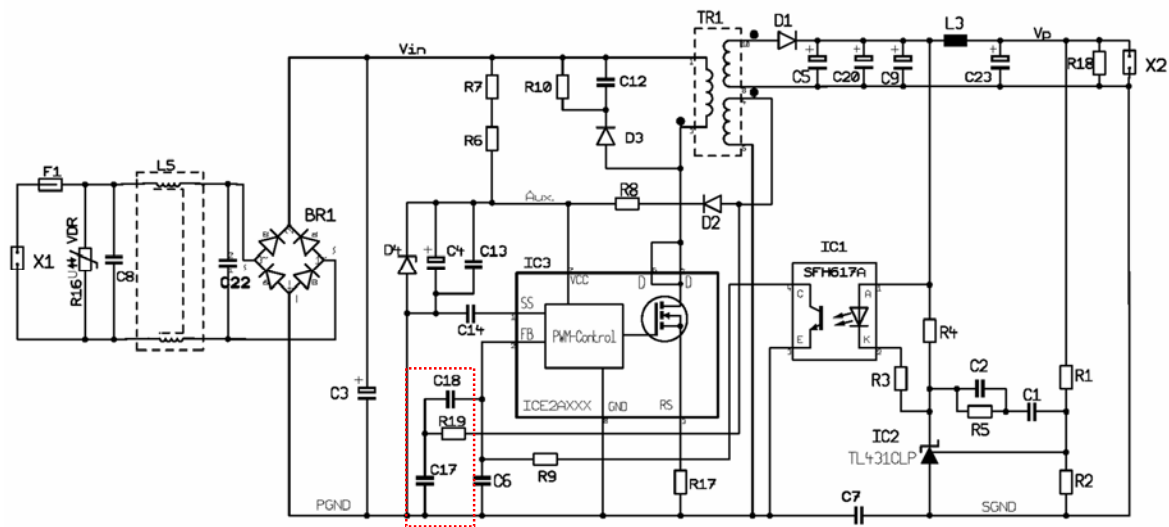 TR1
D1
L3
Vp
Vin
10
1
R7
R10
C12
C5
C20
C9
C23
R18
X2
R6
D3
L5
F1
Aux.
R8
D2
BR1
X1
R16
VDR
U
C8
C22
D4
C4
C13
IC3
VCC
D
D
IC1
SFH617A
C
A
E
K
SS
C14
FB
PWM-Control
R4
R3
C2
C1
R1
R5
C3
C18
ICE2AXXX
GND
RS
R19
IC2
TL431CLP
C17
C6
R9
R17
R2
PGND
C7
SGND